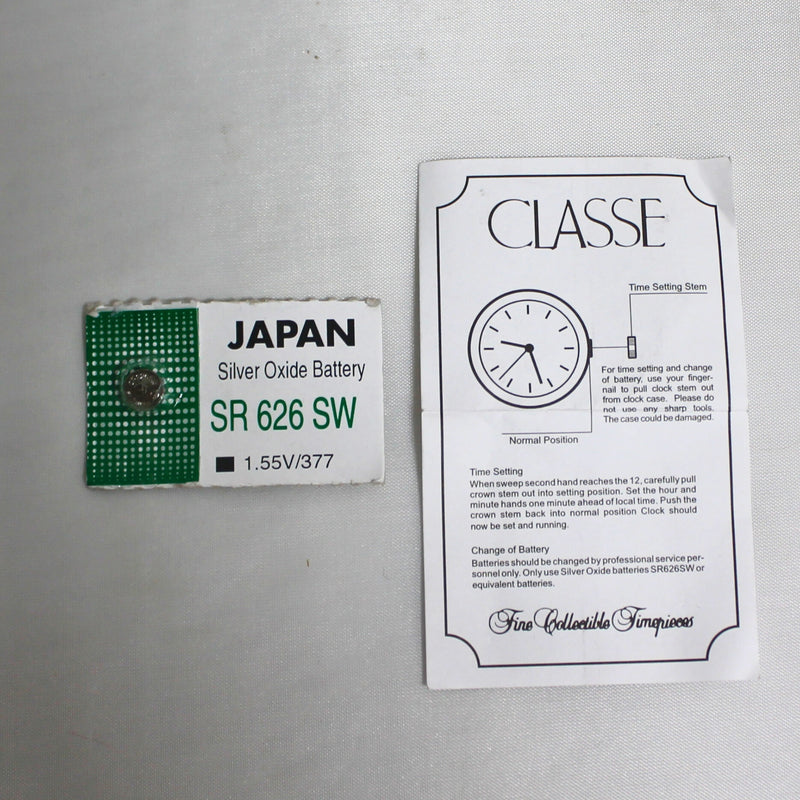 JAPAN
Silver Oxide Battery
SR 626 SW
1.55V/377
CLASSE
Time Setting Stem
For time setting and change
of battery, use your finger-
nail to pull clock stem out
from clock case. Please do
not use any sharp tools.
The case could be damaged.
Normal Position
Time Setting
When sweep second hand reaches the 12, carefully pull
crown stem out into setting position. Set the hour and
minute hands one minute ahead of local time. Push the
crown stem back into normal position Clock should
now be set and running.
Change of Battery
Batteries should be changed by professional service per-
sonnel only. Only use Silver Oxide batteries SR626SW or
equivalent batteries.
Fine Collectible Timepieces